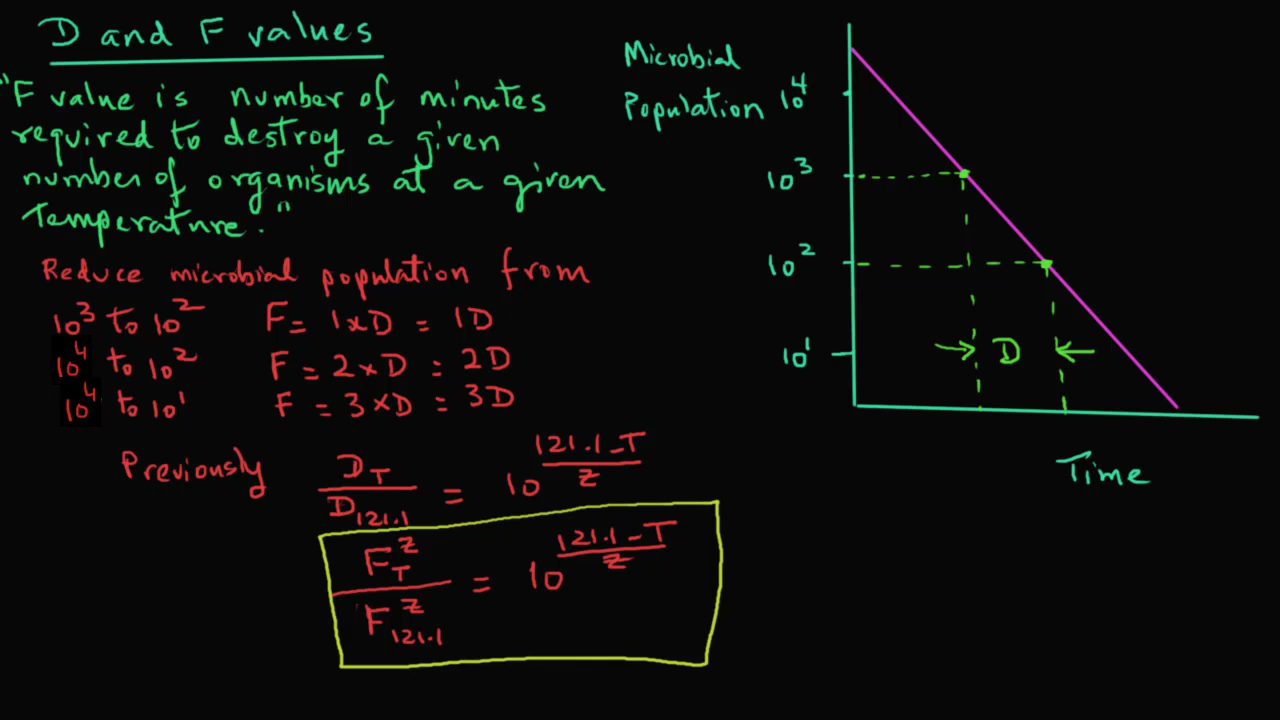 D and F values
"F value is number of minutes
required to destroy a given
number of organisms at a given
Temperature."
Reduce microbial population from
10³ to 10² F = 1×D = 1D
10⁴ to 10² F = 2×D = 2D
10⁴ to 10¹ F = 3×D = 3D
Previously D_T / D_121.1 = 10^((121.1-T)/z)
F_T^z / F_121.1^z = 10^((121.1-T)/z)
Microbial
Population
10⁴
10³
10²
10¹
→ D ←
Time